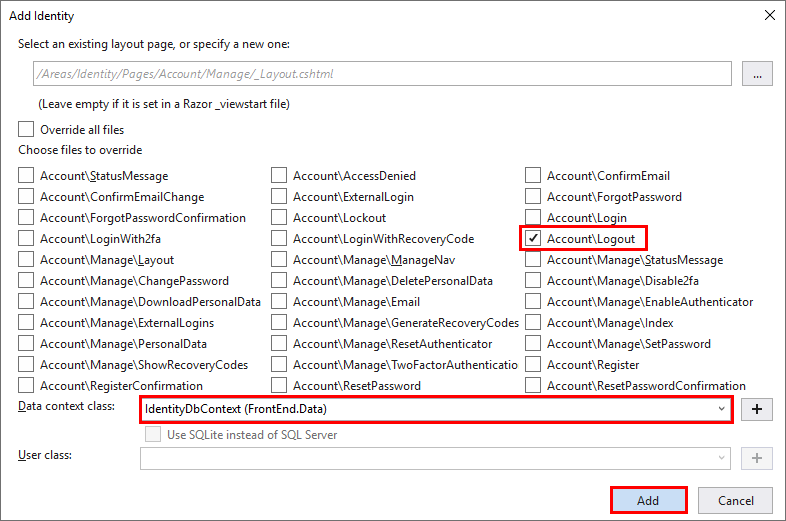 Add Identity
Select an existing layout page, or specify a new one:
/Areas/Identity/Pages/Account/Manage/_Layout.cshtml
...
(Leave empty if it is set in a Razor _viewstart file)
Override all files
Choose files to override
Account\StatusMessage Account\AccessDenied Account\ConfirmEmail
Account\ConfirmEmailChange Account\ExternalLogin Account\ForgotPassword
Account\ForgotPasswordConfirmation Account\Lockout Account\Login
Account\LoginWith2fa Account\LoginWithRecoveryCode Account\Logout
Account\Manage\Layout Account\Manage\ManageNav Account\Manage\StatusMessage
Account\Manage\ChangePassword Account\Manage\DeletePersonalData Account\Manage\Disable2fa
Account\Manage\DownloadPersonalData Account\Manage\Email Account\Manage\EnableAuthenticator
Account\Manage\ExternalLogins Account\Manage\GenerateRecoveryCodes Account\Manage\Index
Account\Manage\PersonalData Account\Manage\ResetAuthenticator Account\Manage\SetPassword
Account\Manage\ShowRecoveryCodes Account\Manage\TwoFactorAuthenticatio Account\Register
Account\RegisterConfirmation Account\ResetPassword Account\ResetPasswordConfirmation
Data context class: IdentityDbContext (FrontEnd.Data) +
Use SQLite instead of SQL Server
User class: +
Add Cancel